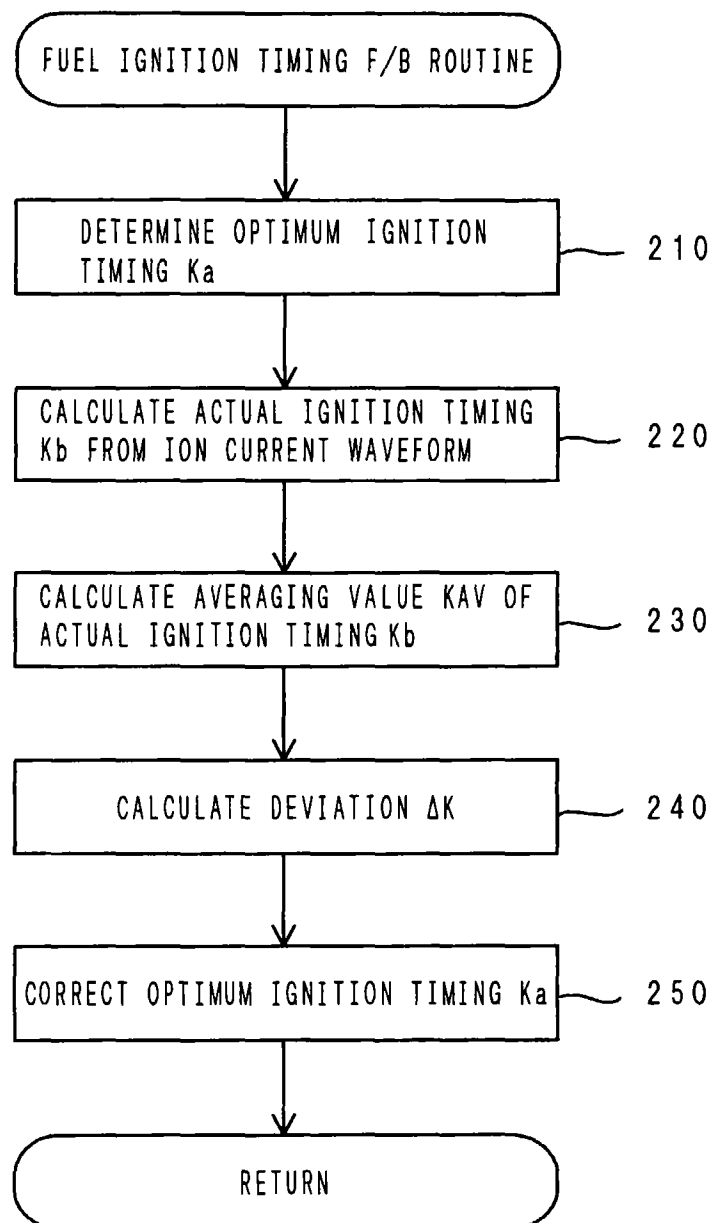 FUEL IGNITION TIMING F/B ROUTINE
DETERMINE OPTIMUM IGNITION
TIMING Ka
210
CALCULATE ACTUAL IGNITION TIMING
Kb FROM ION CURRENT WAVEFORM
220
CALCULATE AVERAGING VALUE KAV OF
ACTUAL IGNITION TIMING Kb
230
CALCULATE DEVIATION ΔK
240
CORRECT OPTIMUM IGNITION TIMING Ka
250
RETURN